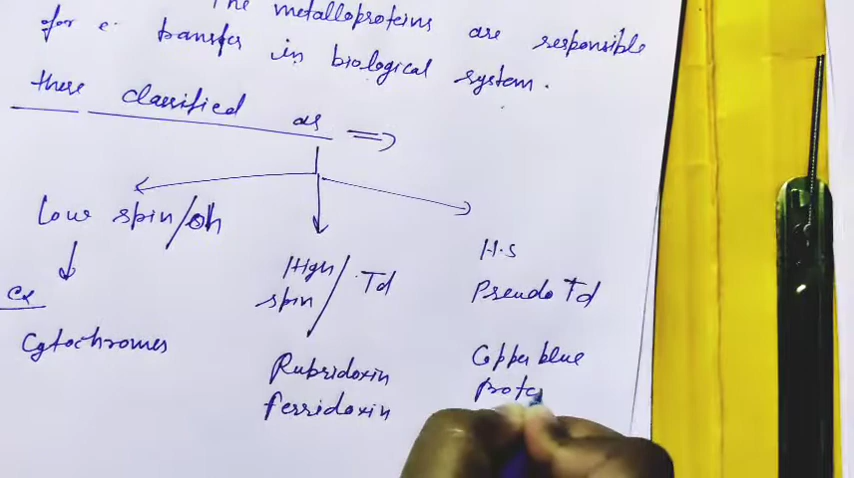 The metalloproteins are responsible
for e- transfer in biological system.
these classified as ⇒
Low spin/oh
High spin/Td
H.S
Pseudo Td
Ex
Cytochromes
Rubridoxin
ferridoxin
Copper blue
prote